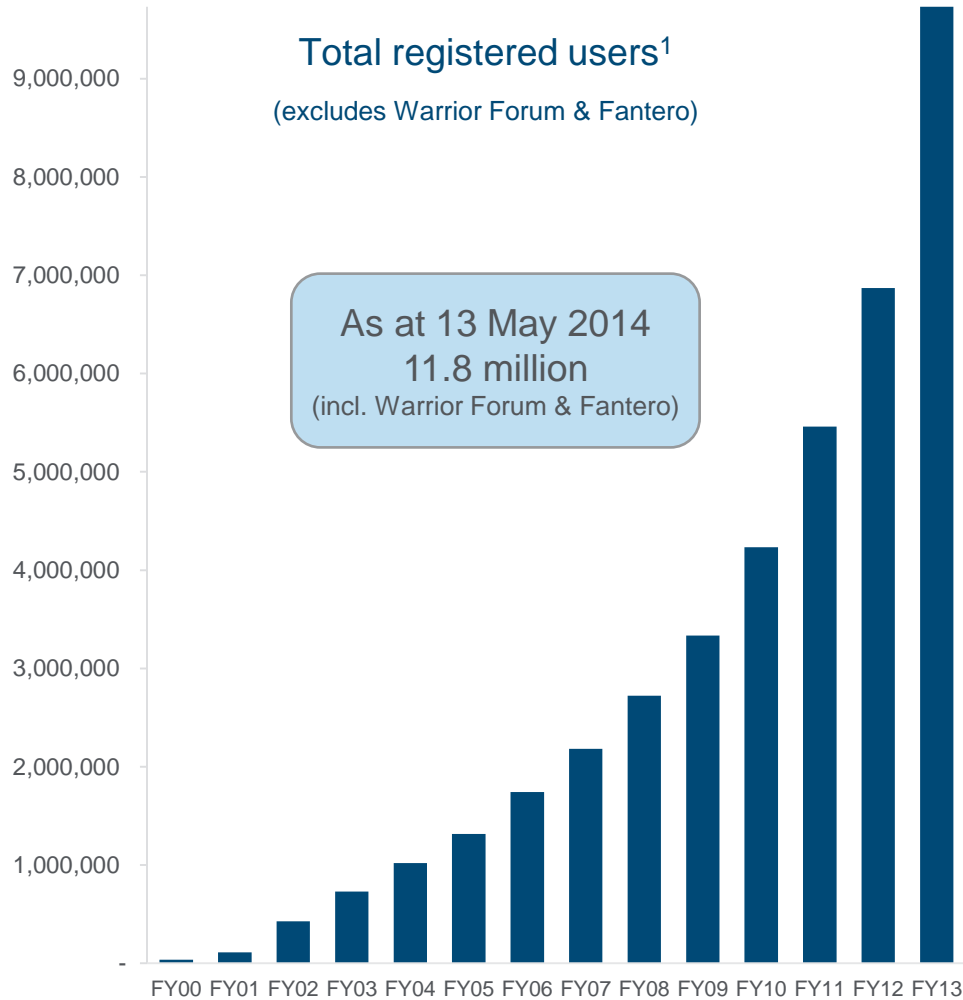 Total registered users¹
(excludes Warrior Forum & Fantero)
9,000,000
8,000,000
7,000,000
6,000,000
5,000,000
4,000,000
3,000,000
2,000,000
1,000,000
-
As at 13 May 2014
11.8 million
(incl. Warrior Forum & Fantero)
FY00 FY01 FY02 FY03 FY04 FY05 FY06 FY07 FY08 FY09 FY10 FY11 FY12 FY13